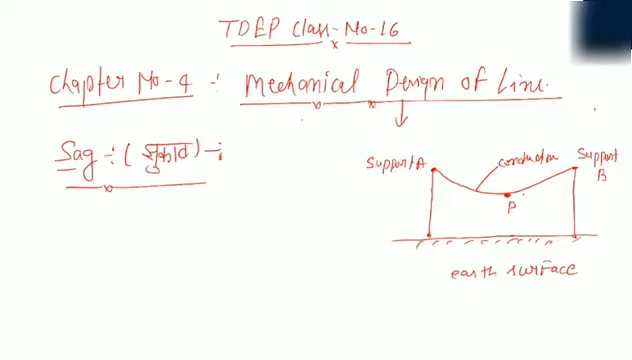 TDEP Class-No-16
Chapter No-4 ÷ Mechanical Design of Line.
Sag ÷ (झुकाव) -;
Support A
conductor
Support
B
P
earth surface